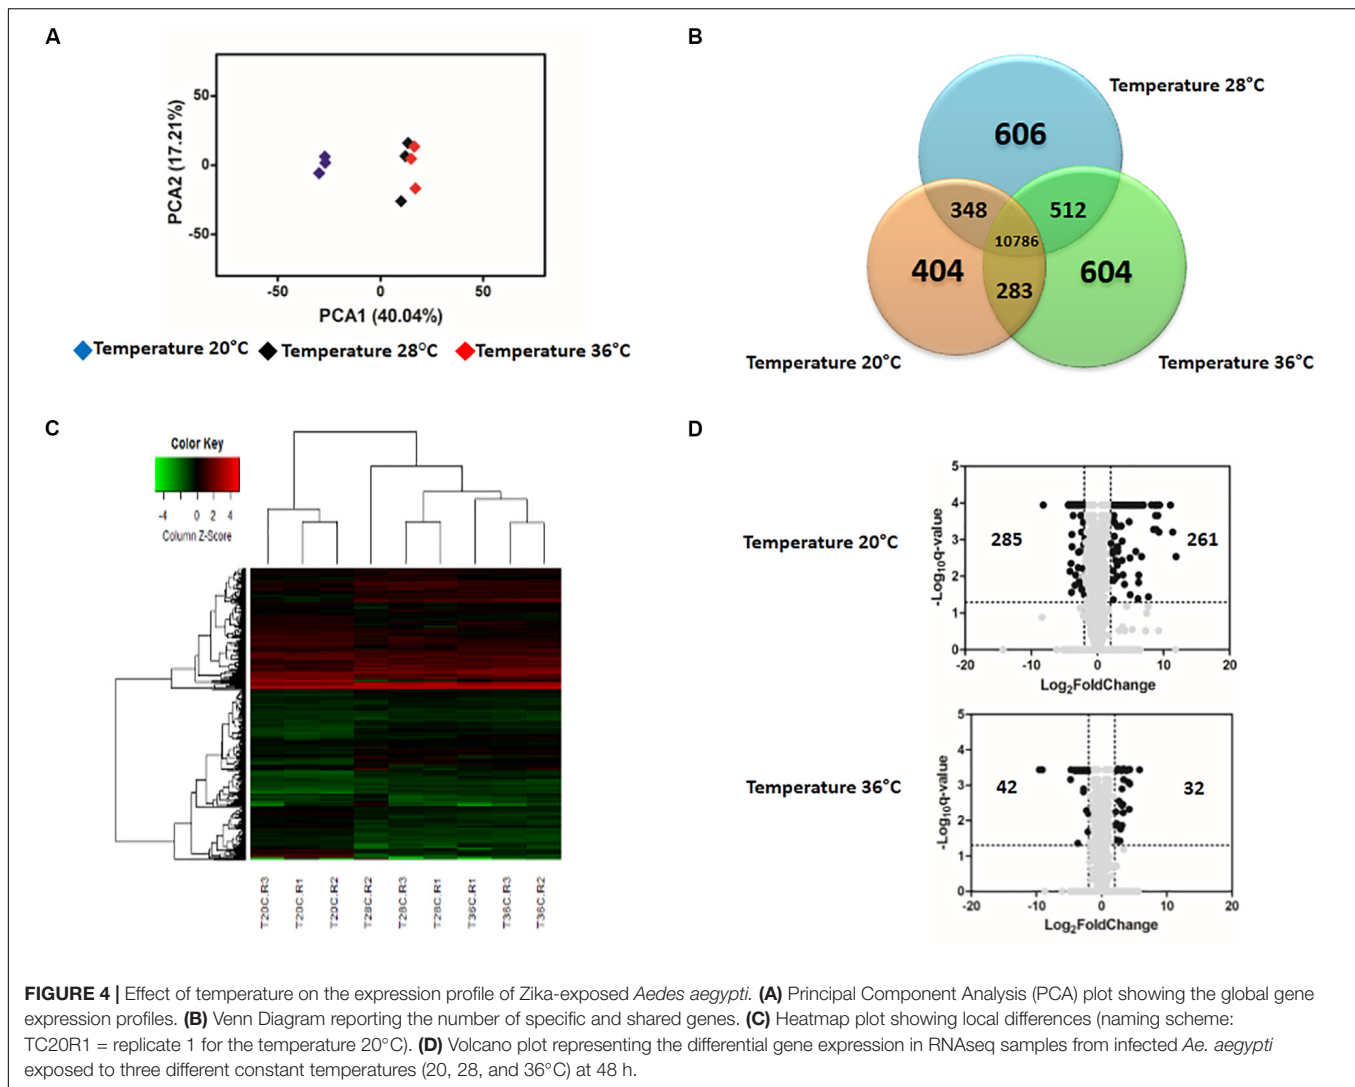 A
50
0
-50
PCA2 (17.21%)
-50
0
50
PCA1 (40.04%)
Temperature 20°C
Temperature 28°C
Temperature 36°C
B
Temperature 28°C
606
348
512
10786
404
604
283
Temperature 20°C
Temperature 36°C
C
Color Key
-4
0
2
4
Column Z-Score
T20C.R3
T20C.R1
T20C.R2
T28C.R2
T28C.R3
T28C.R1
T36C.R1
T36C.R3
T36C.R2
D
Temperature 20°C
5
4
3
2
1
0
-Log10q-value
285
261
-20
-10
0
10
20
Log2FoldChange
Temperature 36°C
5
4
3
2
1
0
-Log10q-value
42
32
-20
-10
0
10
20
Log2FoldChange
FIGURE 4 | Effect of temperature on the expression profile of Zika-exposed Aedes aegypti. (A) Principal Component Analysis (PCA) plot showing the global gene
expression profiles. (B) Venn Diagram reporting the number of specific and shared genes. (C) Heatmap plot showing local differences (naming scheme:
TC20R1 = replicate 1 for the temperature 20°C). (D) Volcano plot representing the differential gene expression in RNAseq samples from infected Ae. aegypti
exposed to three different constant temperatures (20, 28, and 36°C) at 48 h.